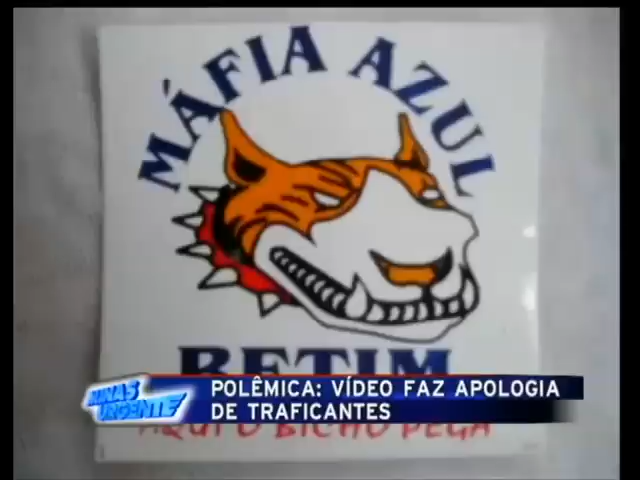 MÁFIA AZUL
BETIM
MINAS
URGENTE
POLÊMICA: VÍDEO FAZ APOLOGIA
DE TRAFICANTES
AQUI O BICHO PEGA